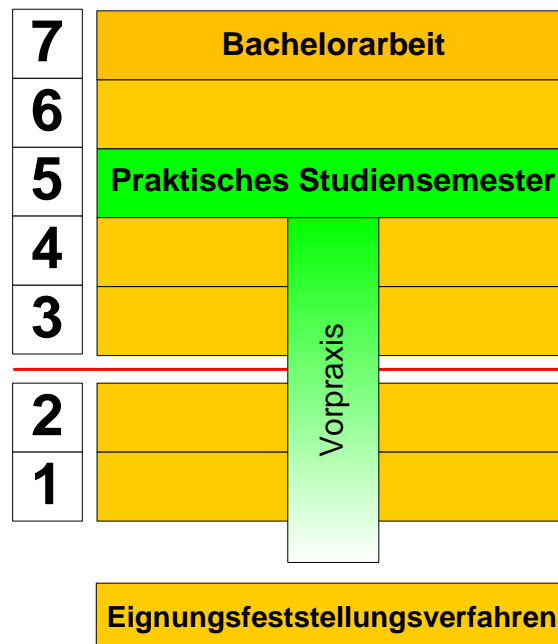 7 Bachelorarbeit
6
5 Praktisches Studiensemester
4
3
Vorpraxis
2
1
Eignungsfeststellungsverfahren